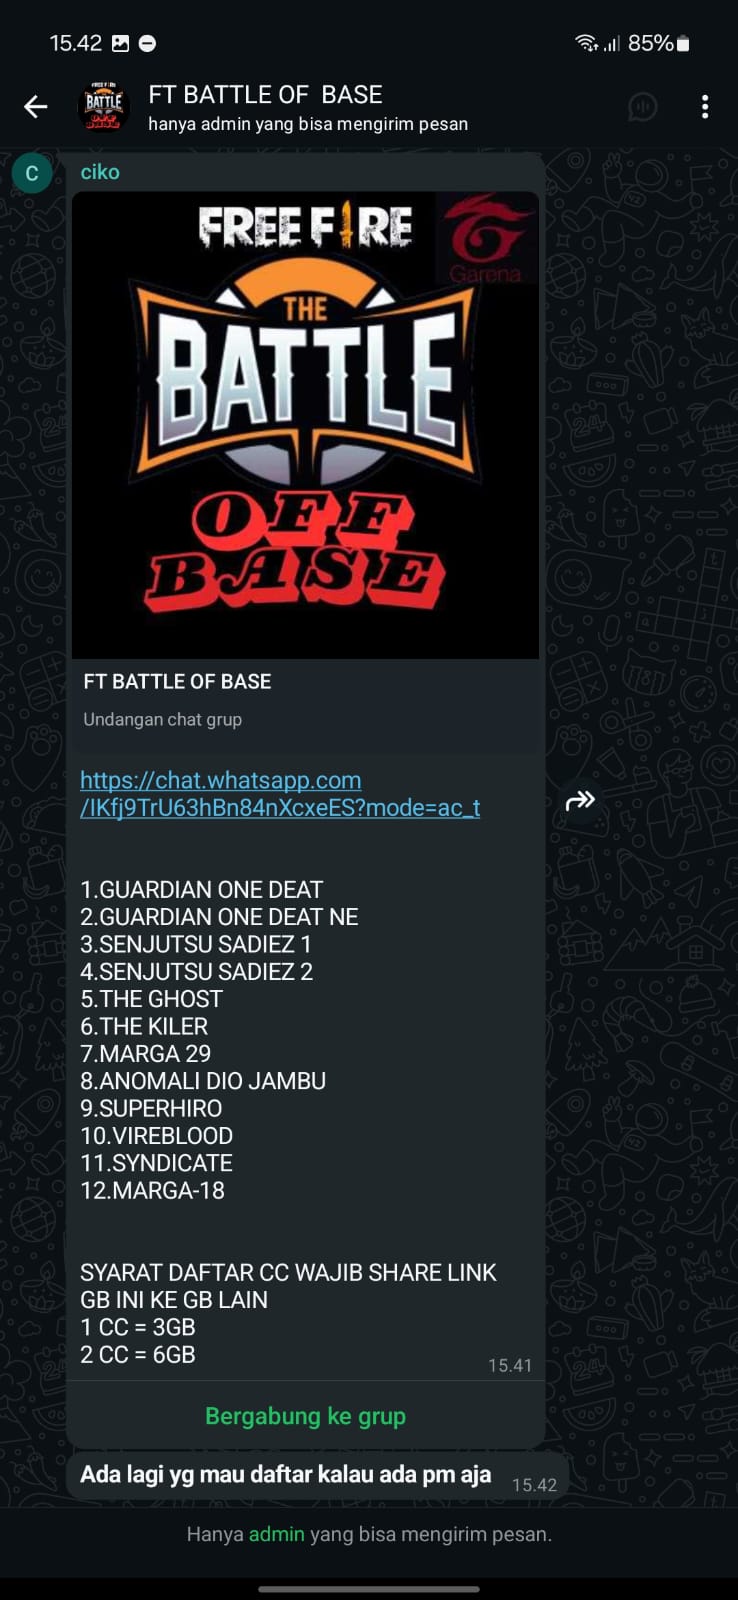 15.42
85%
FT BATTLE OF  BASE
hanya admin yang bisa mengirim pesan
C
ciko
FREE FIRE
Garena
THE
BATTLE
OFF
BASE
FT BATTLE OF BASE
Undangan chat grup
https://chat.whatsapp.com
/IKfj9TrU63hBn84nXcxeES?mode=ac_t
1.GUARDIAN ONE DEAT
2.GUARDIAN ONE DEAT NE
3.SENJUTSU SADIEZ 1
4.SENJUTSU SADIEZ 2
5.THE GHOST
6.THE KILER
7.MARGA 29
8.ANOMALI DIO JAMBU
9.SUPERHIRO
10.VIREBLOOD
11.SYNDICATE
12.MARGA-18
SYARAT DAFTAR CC WAJIB SHARE LINK
GB INI KE GB LAIN
1 CC = 3GB
2 CC = 6GB
15.41
Bergabung ke grup
Ada lagi yg mau daftar kalau ada pm aja
15.42
Hanya admin yang bisa mengirim pesan.